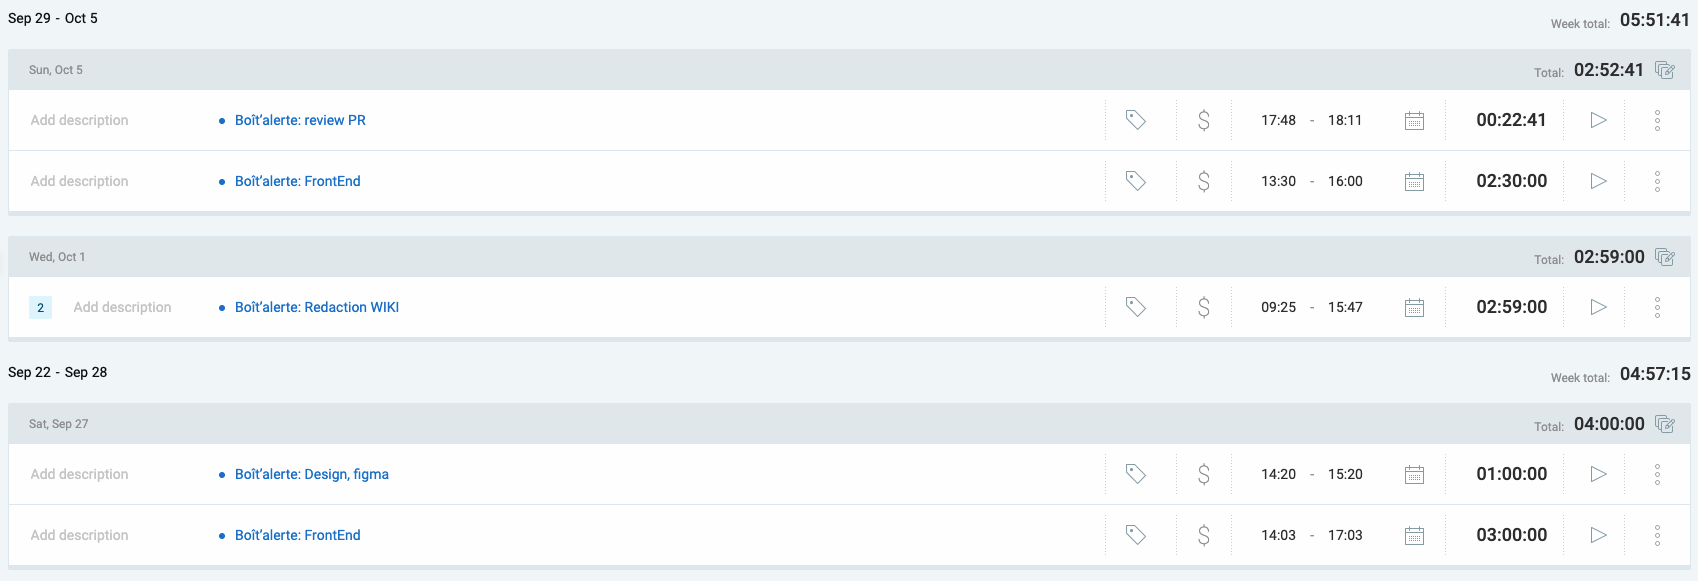 Sep 29 - Oct 5 Week total: 05:51:41
Sun, Oct 5 Total: 02:52:41
Add description Boît'alerte: review PR 17:48 - 18:11 00:22:41
Add description Boît'alerte: FrontEnd 13:30 - 16:00 02:30:00
Wed, Oct 1 Total: 02:59:00
2 Add description Boît'alerte: Redaction WIKI 09:25 - 15:47 02:59:00
Sep 22 - Sep 28 Week total: 04:57:15
Sat, Sep 27 Total: 04:00:00
Add description Boît'alerte: Design, figma 14:20 - 15:20 01:00:00
Add description Boît'alerte: FrontEnd 14:03 - 17:03 03:00:00